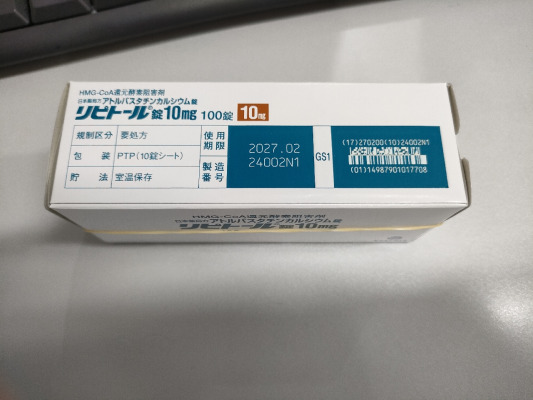 HMG-CoA還元酵素阻害剤
日本薬局方 アトルバスタチンカルシウム錠
リピトール®錠10mg 100錠 10mg
規制区分 要処方
包装 PTP(10錠シート)
貯法 室温保存
使用期限 2027.02
製造番号 24002N1
GS1
(17)270200(10)24002N1
(01)14987901017708
HMG-CoA還元酵素阻害剤
日本薬局方 アトルバスタチンカルシウム錠
リピトール錠10mg